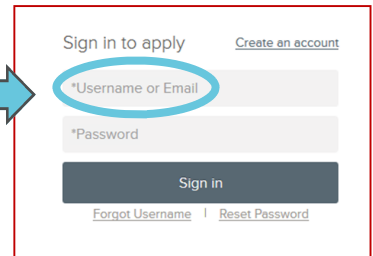 Sign in to apply Create an account
*Username or Email
*Password
Sign in
Forgot Username | Reset Password